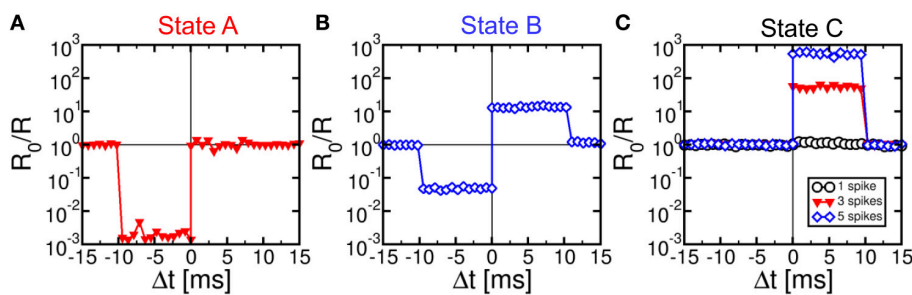 A State A B State B C State C
10³ 10³ 10³
10² 10² 10²
10¹ 10¹ 10¹
10⁰ 10⁰ 10⁰
10⁻¹ 10⁻¹ 10⁻¹
10⁻² 10⁻² 10⁻²
10⁻³ 10⁻³ 10⁻³
R₀/R R₀/R R₀/R
1 spike
3 spikes
5 spikes
-15 -10 -5 0 5 10 15 -15 -10 -5 0 5 10 15 -15 -10 -5 0 5 10 15
Δt [ms] Δt [ms] Δt [ms]